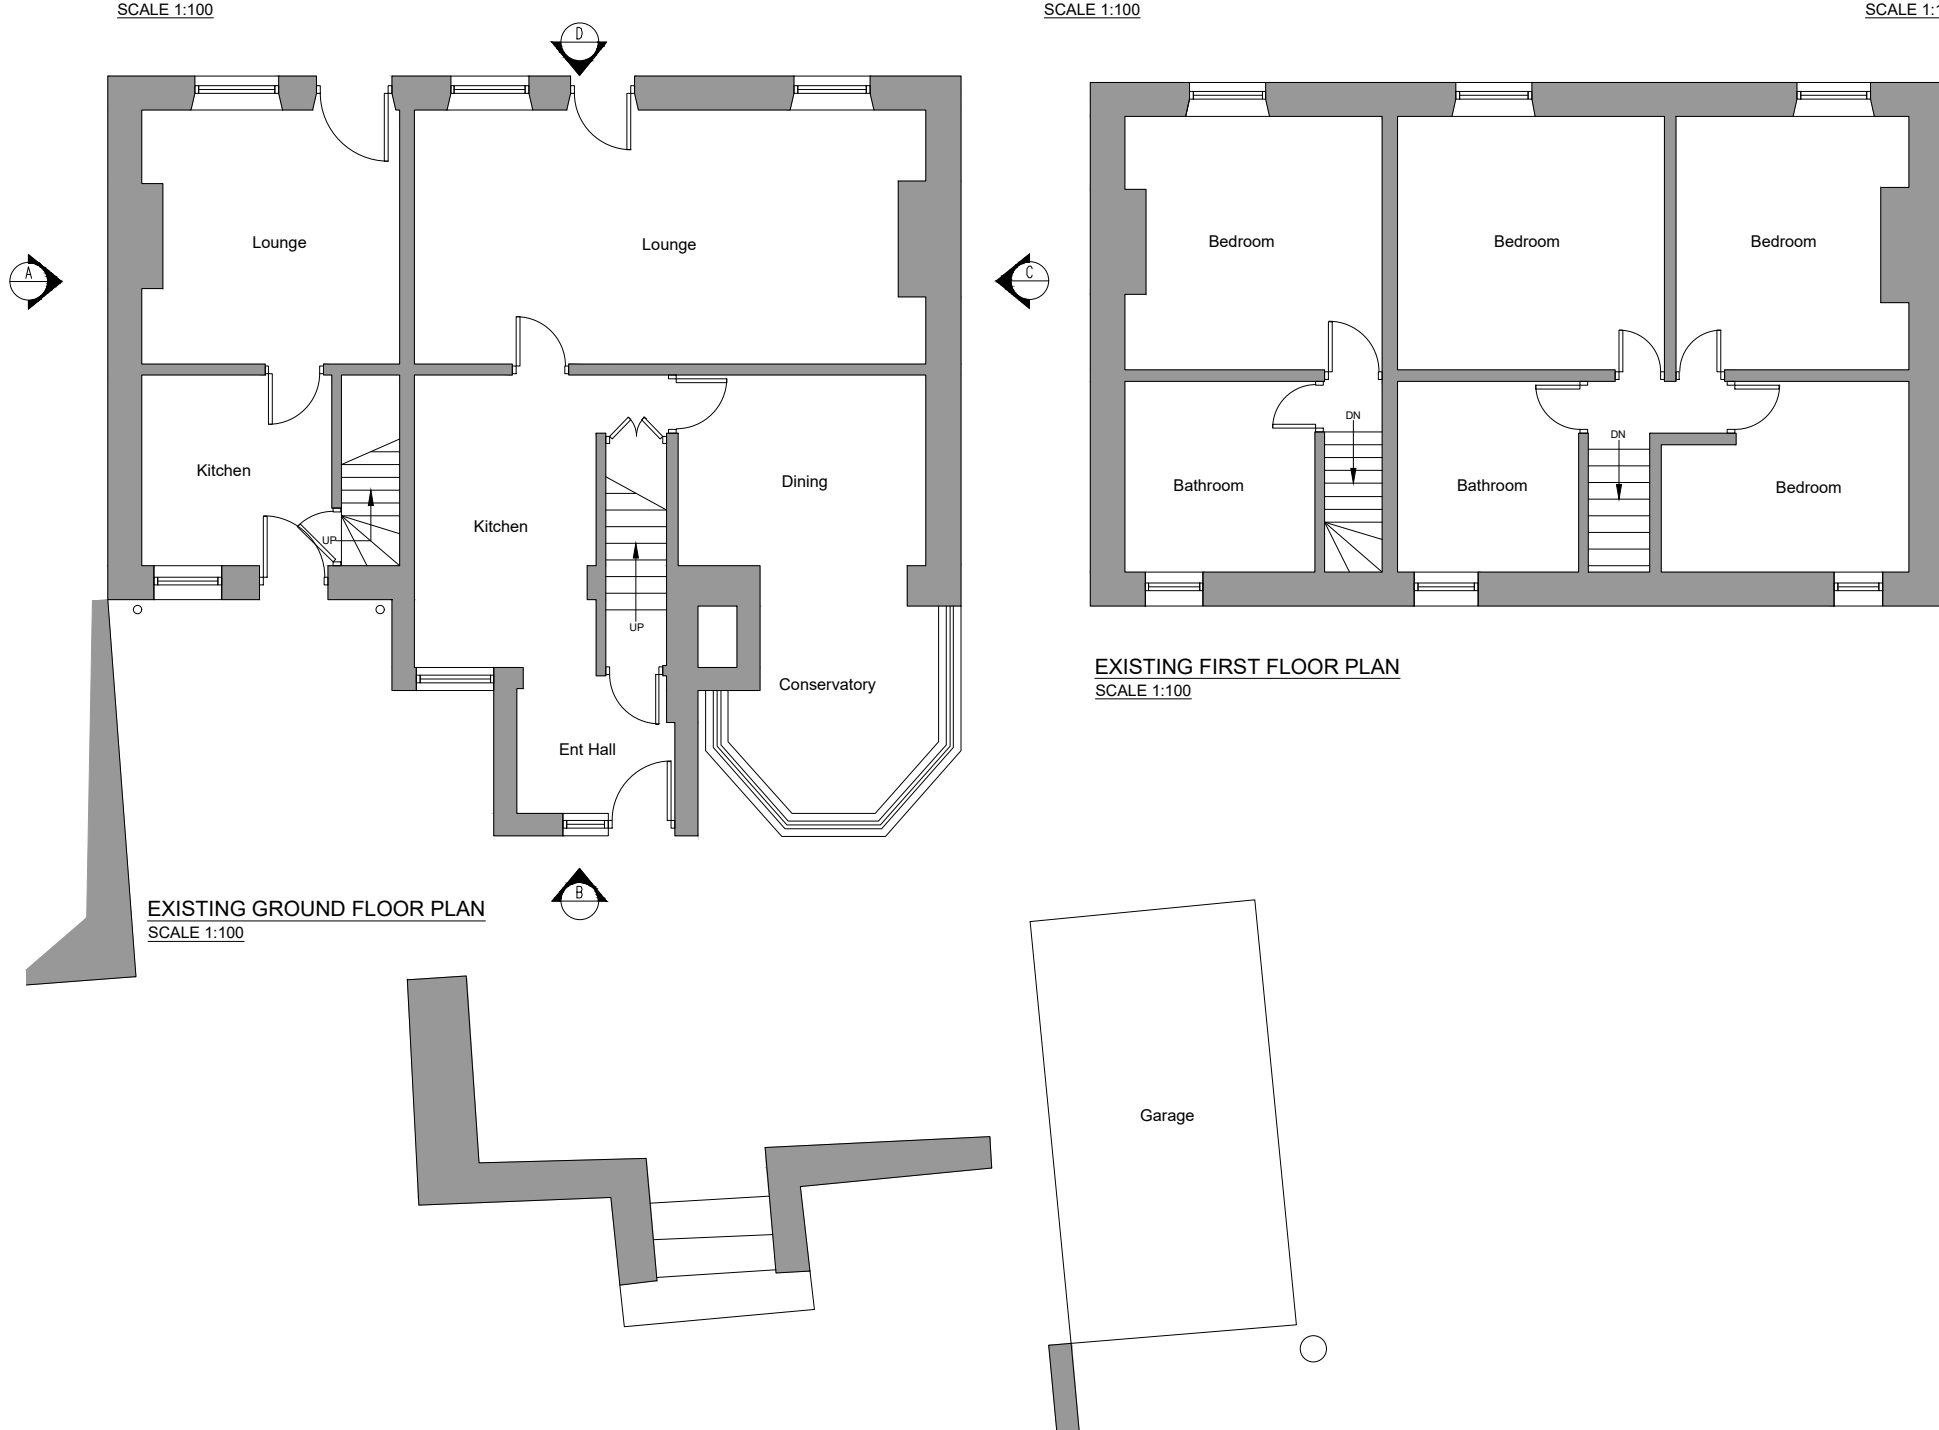 SCALE 1:100
SCALE 1:100
SCALE 1:1
D
Lounge
Lounge
A
C
Bedroom
Bedroom
Bedroom
Kitchen
UP
Kitchen
UP
Dining
DN
DN
Bathroom
Bathroom
Bedroom
Conservatory
Ent Hall
EXISTING FIRST FLOOR PLAN
SCALE 1:100
B
EXISTING GROUND FLOOR PLAN
SCALE 1:100
Garage